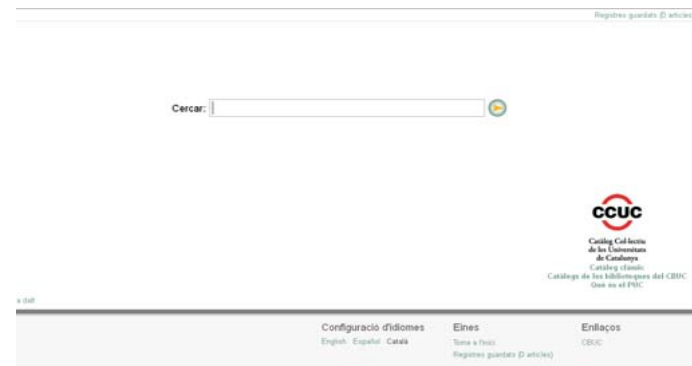 Registres guardats (0 articles
Cercar:
CCUC
Catàleg Col·lectiu
de les Universitats
de Catalunya
Catàleg clàssic
Catàlegs de les biblioteques del CBUC
Què és el PUC
a dalt
Configuració d'idiomes Eines Enllaços
English Español Català Torna a l'inici CBUC
Registres guardats (0 articles)